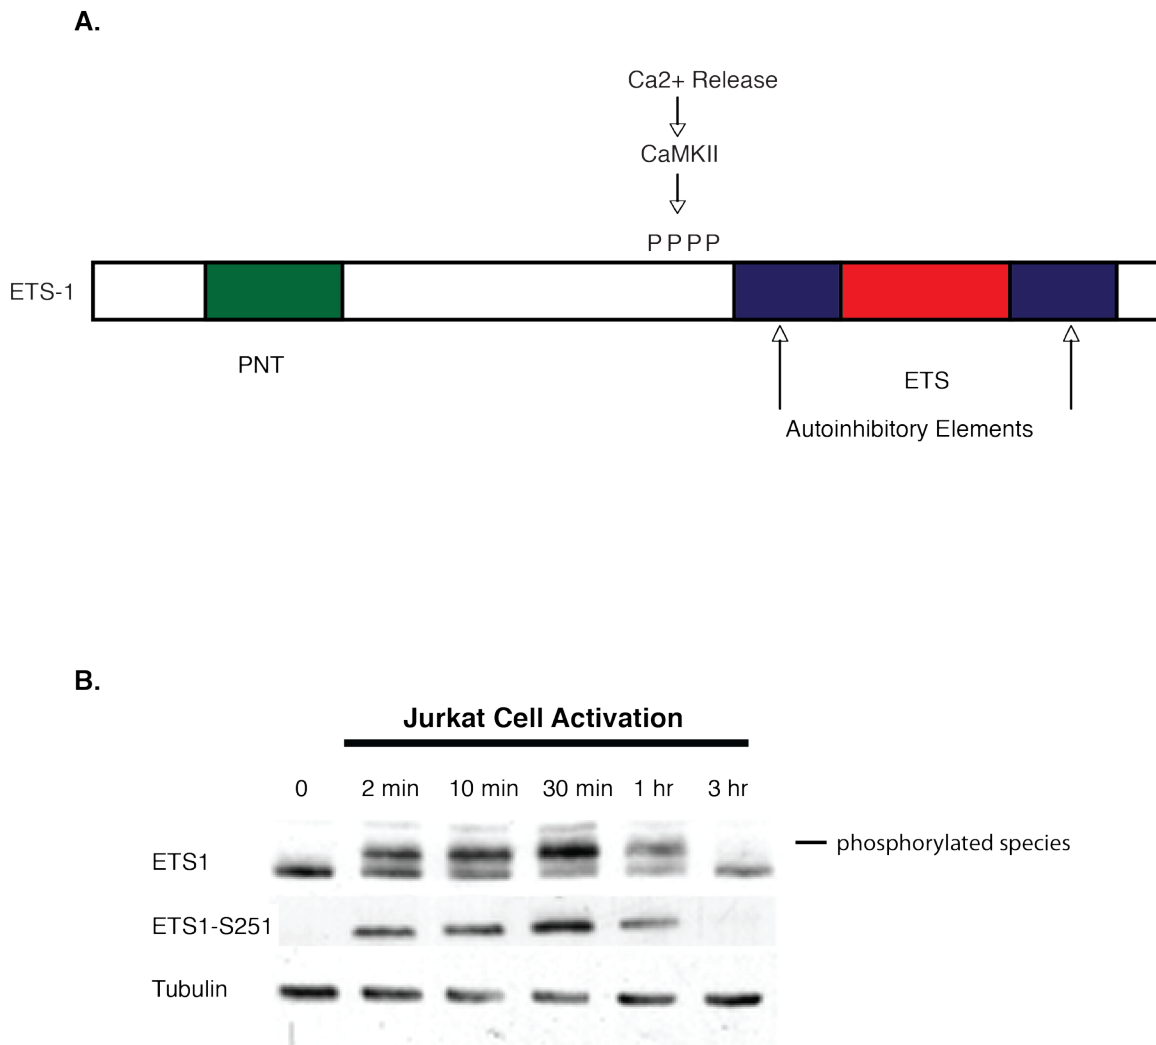 A.
Ca2+ Release
CaMKII
P P P P
ETS-1
PNT
ETS
Autoinhibitory Elements
B.
Jurkat Cell Activation
0 2 min 10 min 30 min 1 hr 3 hr
phosphorylated species
ETS1
ETS1-S251
Tubulin